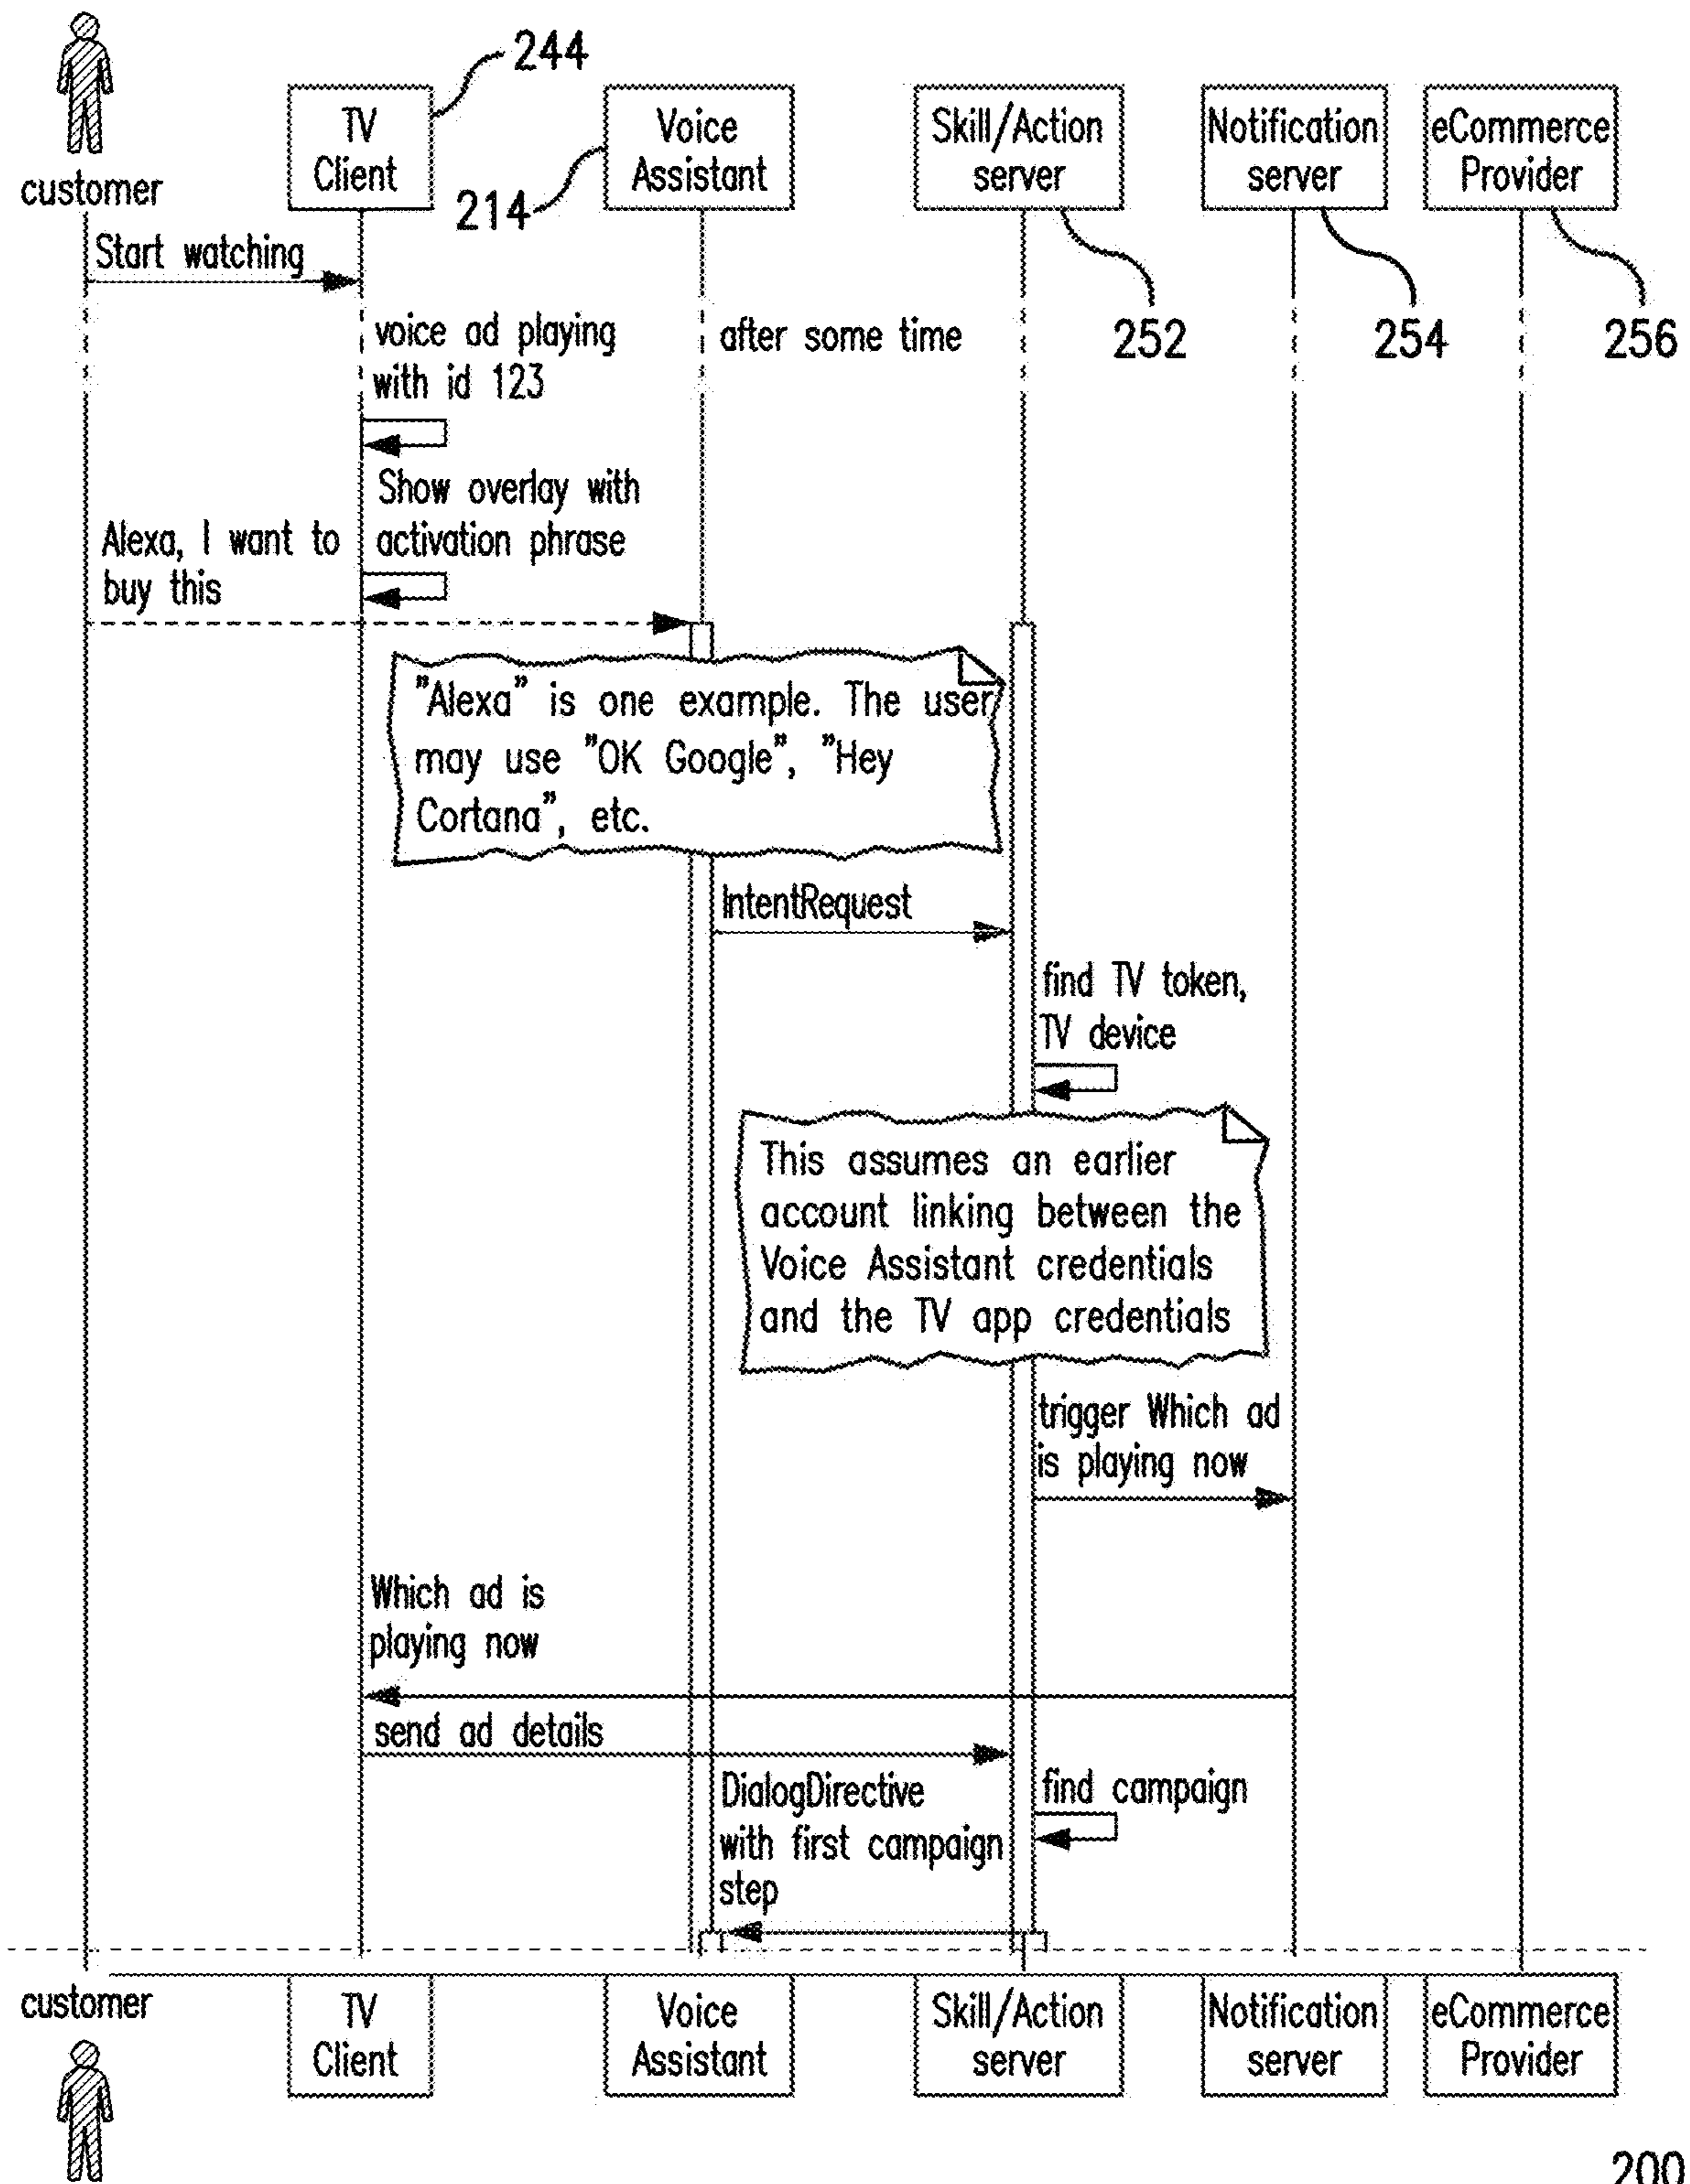 244
TV
Client
Voice
Assistant
Skill/Action
server
Notification
server
eCommerce
Provider
customer
214
Start watching
252
254
256
voice ad playing
with id 123
after some time
Show overlay with
activation phrase
Alexa, I want to
buy this
"Alexa" is one example. The user
may use "OK Google", "Hey
Cortana", etc.
IntentRequest
find TV token,
TV device
This assumes an earlier
account linking between the
Voice Assistant credentials
and the TV app credentials
trigger Which ad
is playing now
Which ad is
playing now
send ad details
find campaign
DialogDirective
with first campaign
step
customer
TV
Client
Voice
Assistant
Skill/Action
server
Notification
server
eCommerce
Provider
200